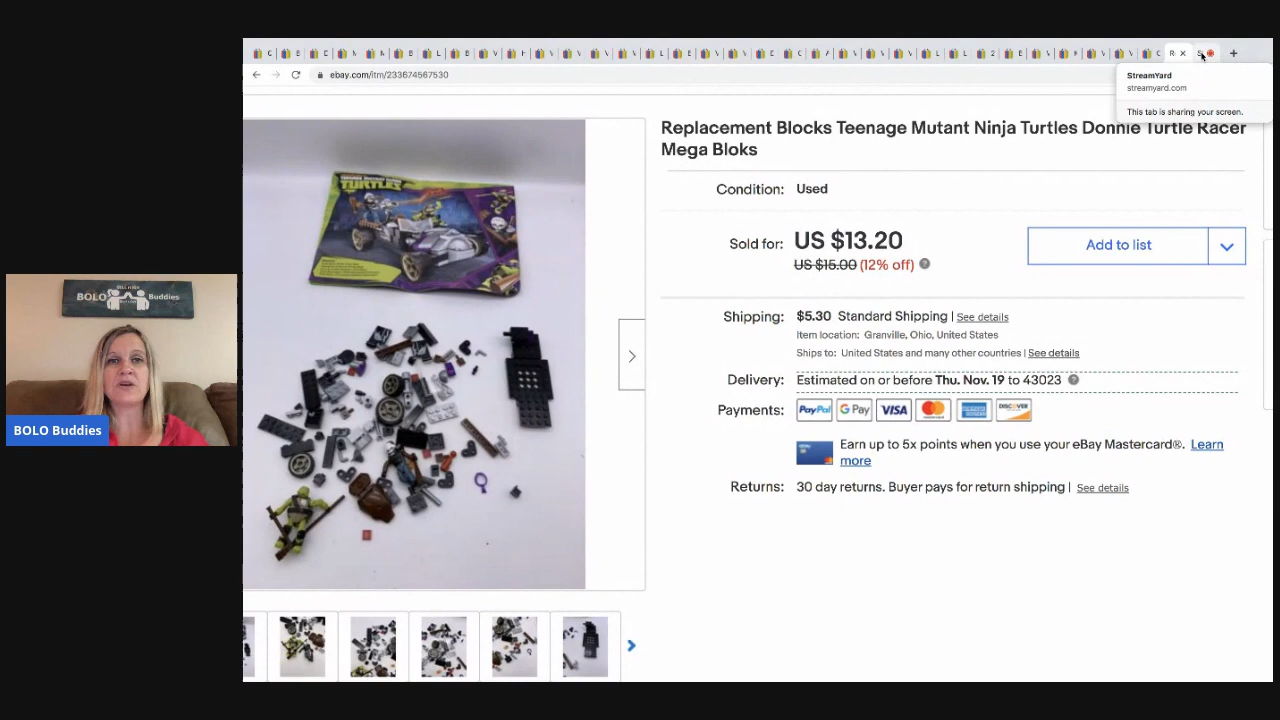 ebay.com/itm/233674567530
StreamYard
streamyard.com
This tab is sharing your screen.
Replacement Blocks Teenage Mutant Ninja Turtles Donnie Turtle Racer
Mega Bloks
Condition: Used
Sold for: US $13.20
US $15.00 (12% off)
Add to list
Shipping: $5.30 Standard Shipping | See details
Item location: Granville, Ohio, United States
Ships to: United States and many other countries | See details
Delivery: Estimated on or before Thu. Nov. 19 to 43023
Payments: PayPal G Pay VISA DISCOVER
Earn up to 5x points when you use your eBay Mastercard®. Learn
more
Returns: 30 day returns. Buyer pays for return shipping | See details
TURTLES
BOLO Buddies
BOLO Buddies